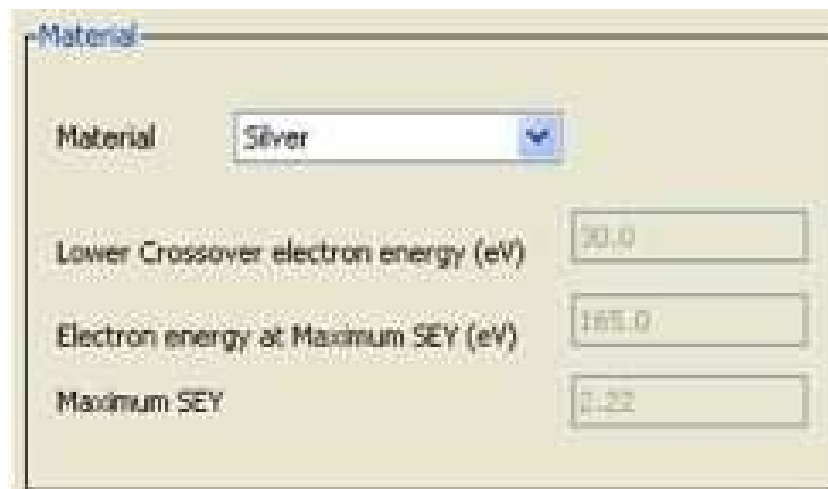 Material
Material Silver
Lower Crossover electron energy (eV) 30.0
Electron energy at Maximum SEY (eV) 165.0
Maximum SEY 2.22